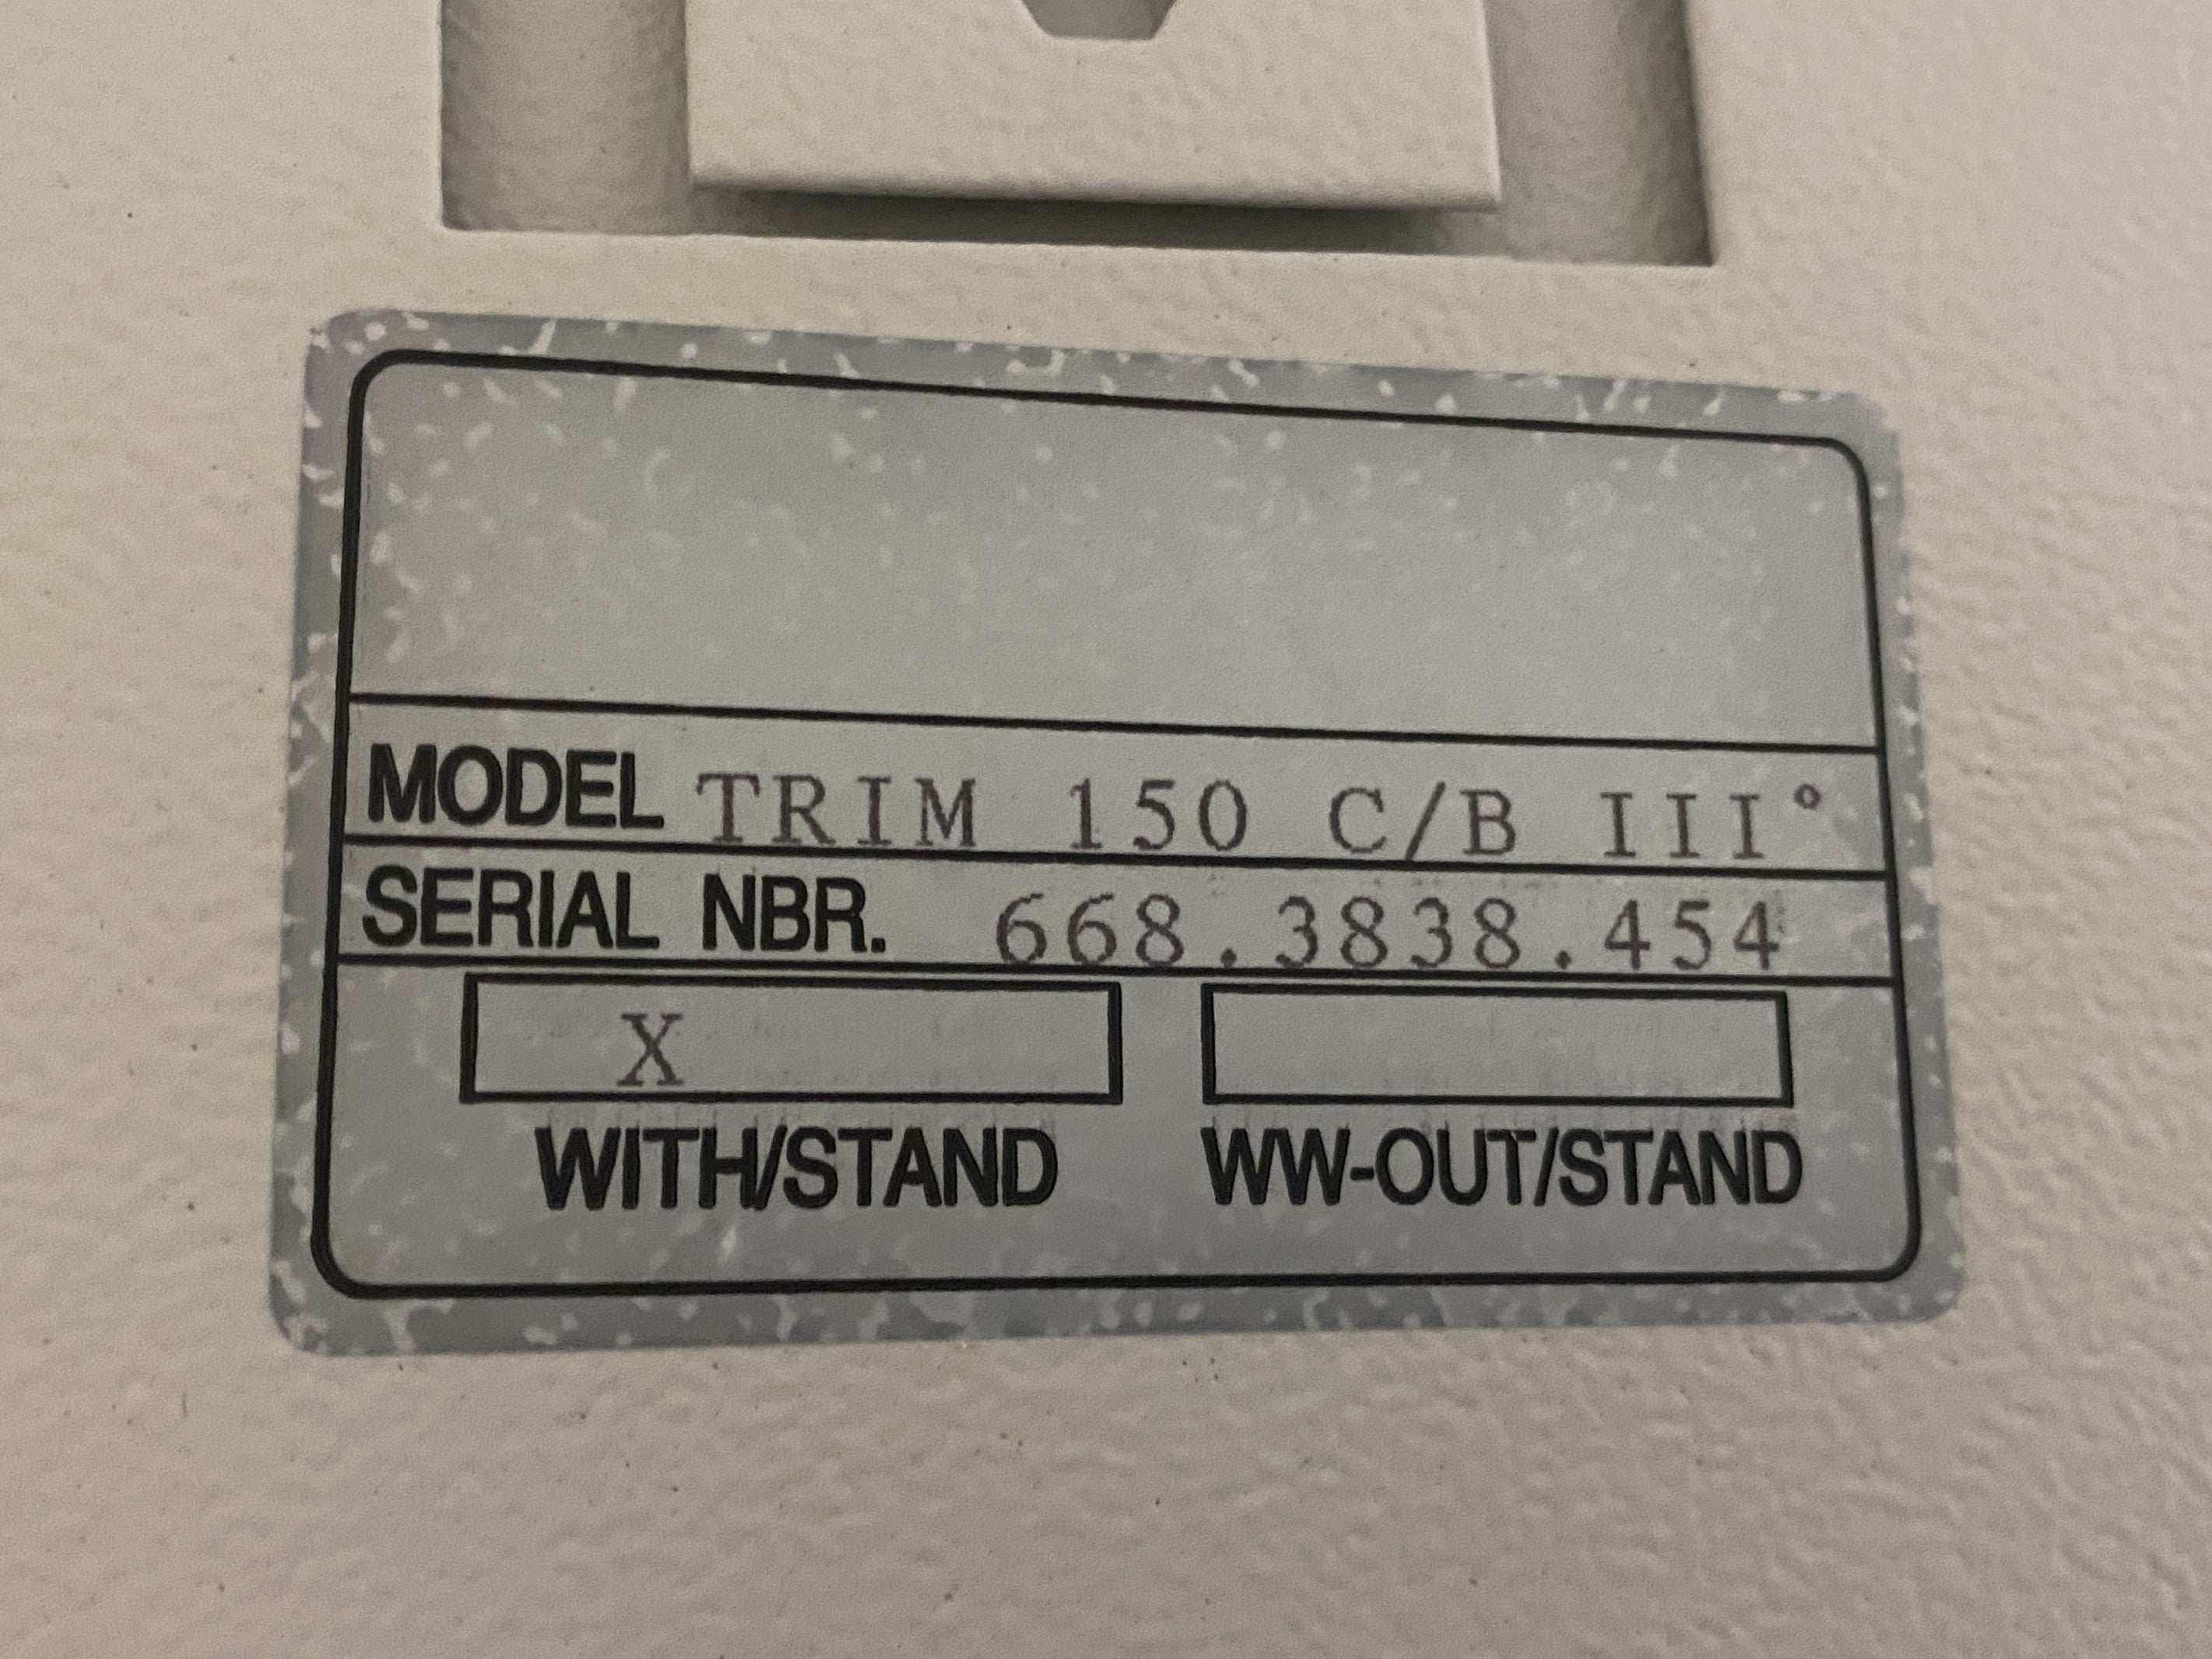 MODEL TRIM 150 C/B III°
SERIAL NBR. 668.3838.454
X
WITH/STAND WW-OUT/STAND